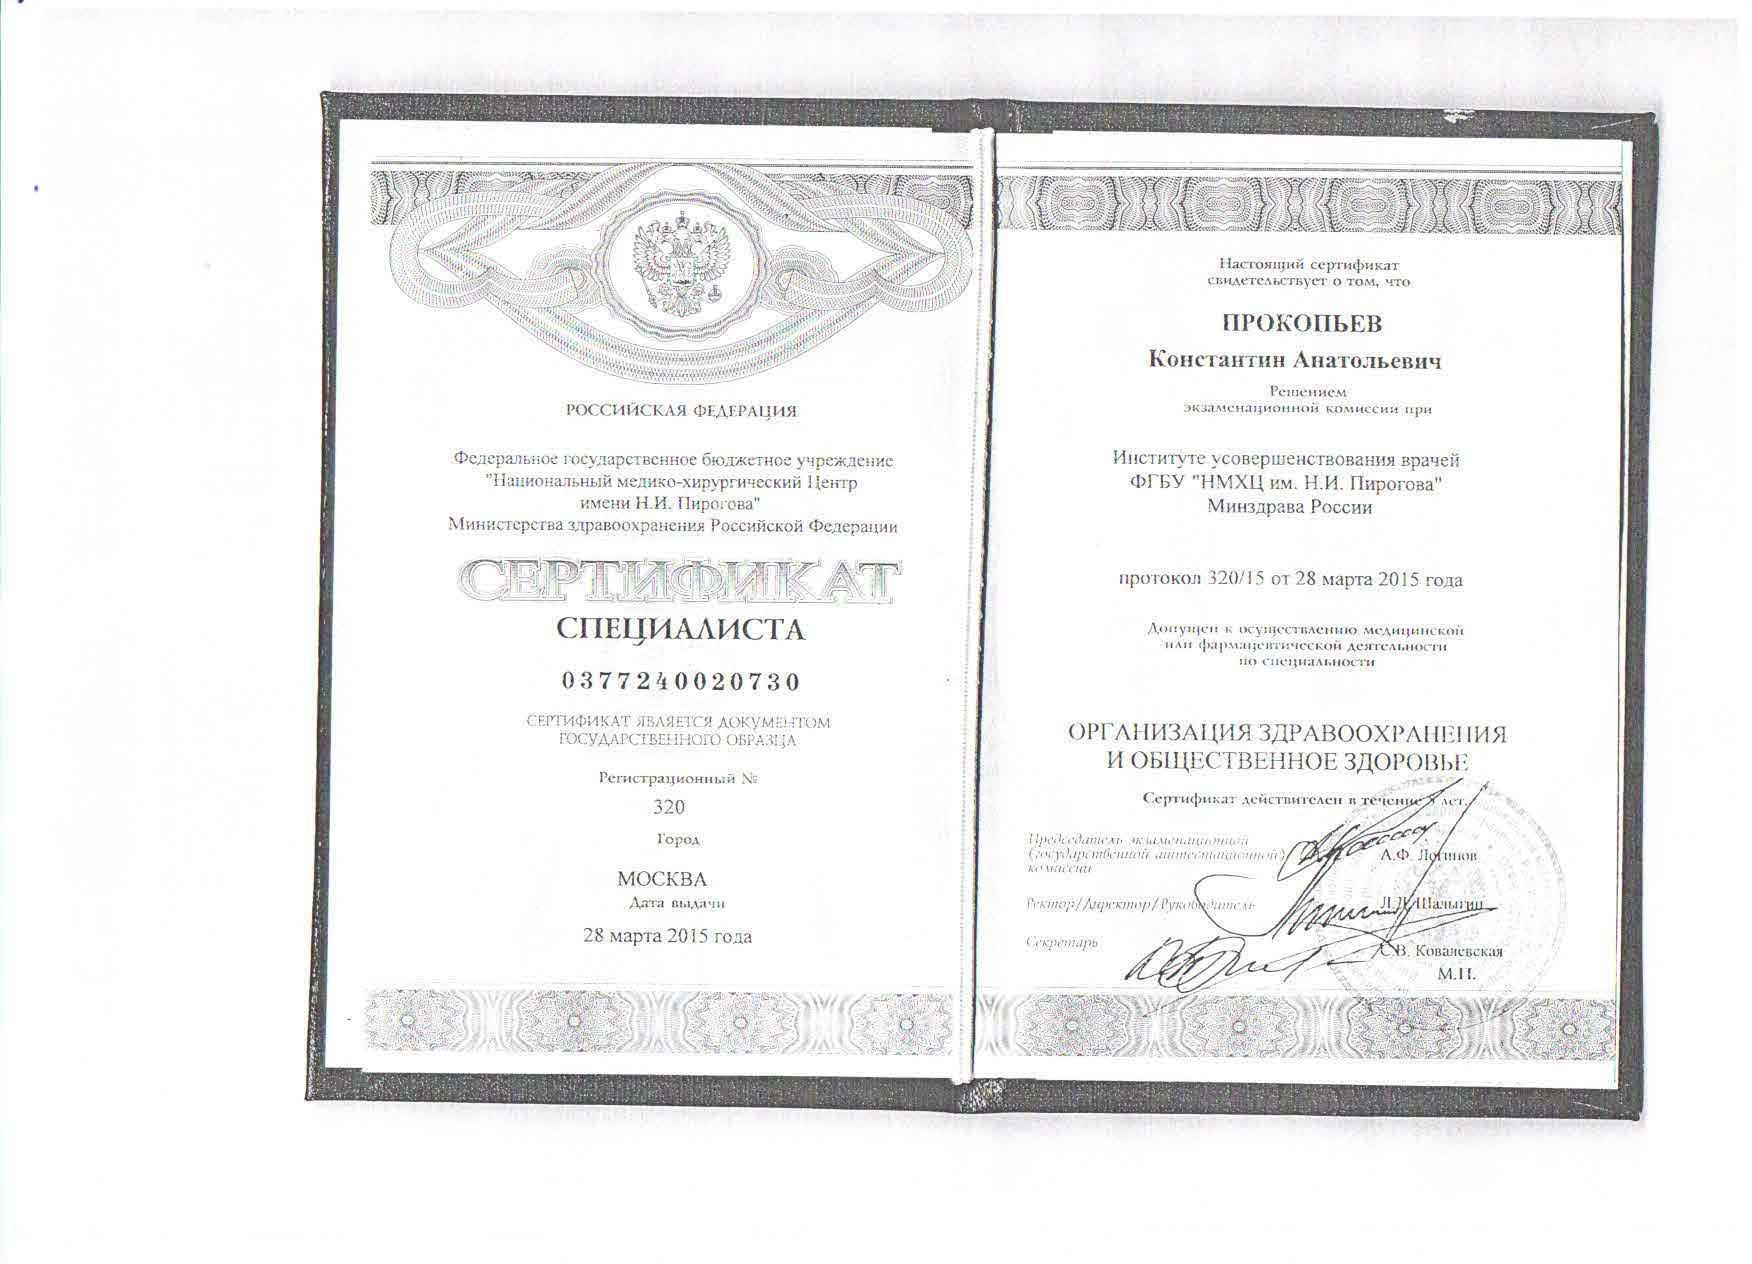 РОССИЙСКАЯ ФЕДЕРАЦИЯ
Федеральное государственное бюджетное учреждение
"Национальный медико-хирургический Центр
имени Н.И. Пирогова"
Министерства здравоохранения Российской Федерации
СЕРТИФИКАТ
СПЕЦИАЛИСТА
0377240020730
СЕРТИФИКАТ ЯВЛЯЕТСЯ ДОКУМЕНТОМ
ГОСУДАРСТВЕННОГО ОБРАЗЦА
Регистрационный №
320
Город
МОСКВА
Дата выдачи
28 марта 2015 года
Настоящий сертификат
свидетельствует о том, что
ПРОКОПЬЕВ
Константин Анатольевич
Решением
экзаменационной комиссии при
Институте усовершенствования врачей
ФГБУ "НМХЦ им. Н.И. Пирогова"
Минздрава России
протокол 320/15 от 28 марта 2015 года
Допущен к осуществлению медицинской
или фармацевтической деятельности
по специальности
ОРГАНИЗАЦИЯ ЗДРАВООХРАНЕНИЯ
И ОБЩЕСТВЕННОЕ ЗДОРОВЬЕ
Сертификат действителен в течение 5 лет.
Председатель экзаменационной
(государственной аттестационной)
комиссии
А.Ф. Логинов
Ректор/Директор/Руководитель
Л.Д. Шалыгин
Секретарь
С.В. Ковалевская
М.П.